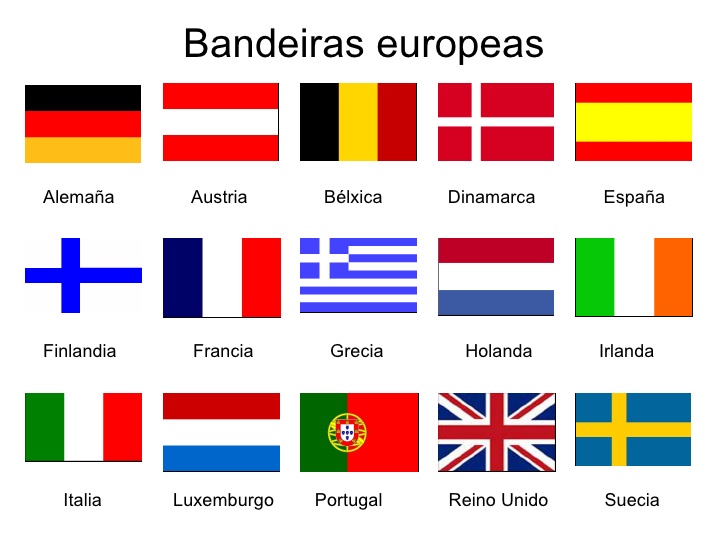 Bandeiras europeas
Alemaña Austria Bélxica Dinamarca España
Finlandia Francia Grecia Holanda Irlanda
Italia Luxemburgo Portugal Reino Unido Suecia